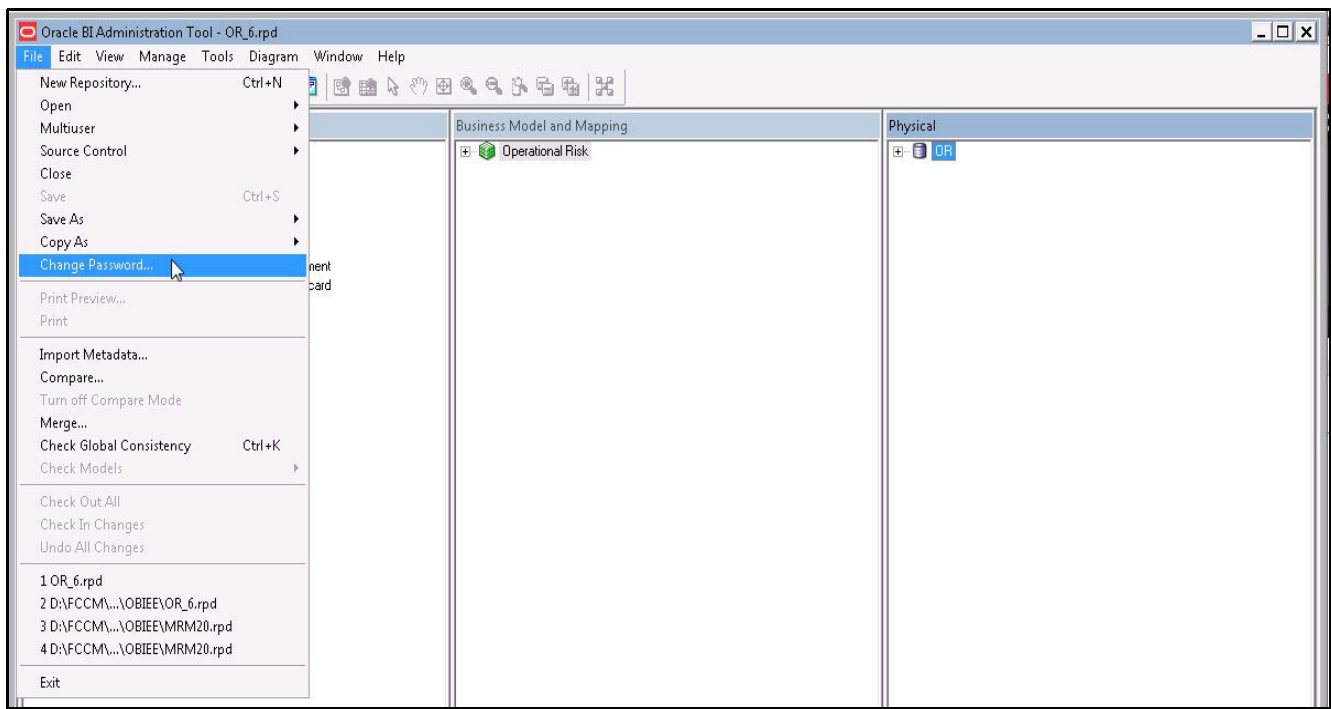 Oracle BI Administration Tool - OR_6.rpd
File Edit View Manage Tools Diagram Window Help
New Repository... Ctrl+N
Open
Multiuser
Source Control
Close
Save Ctrl+S
Save As
Copy As
Change Password...
Print Preview...
Print
Import Metadata...
Compare...
Turn off Compare Mode
Merge...
Check Global Consistency Ctrl+K
Check Models
Check Out All
Check In Changes
Undo All Changes
1 OR_6.rpd
2 D:\FCCM\...\OBIEE\OR_6.rpd
3 D:\FCCM\...\OBIEE\MRM20.rpd
4 D:\FCCM\...\OBIEE\MRM20.rpd
Exit
Business Model and Mapping
Operational Risk
Physical
OR